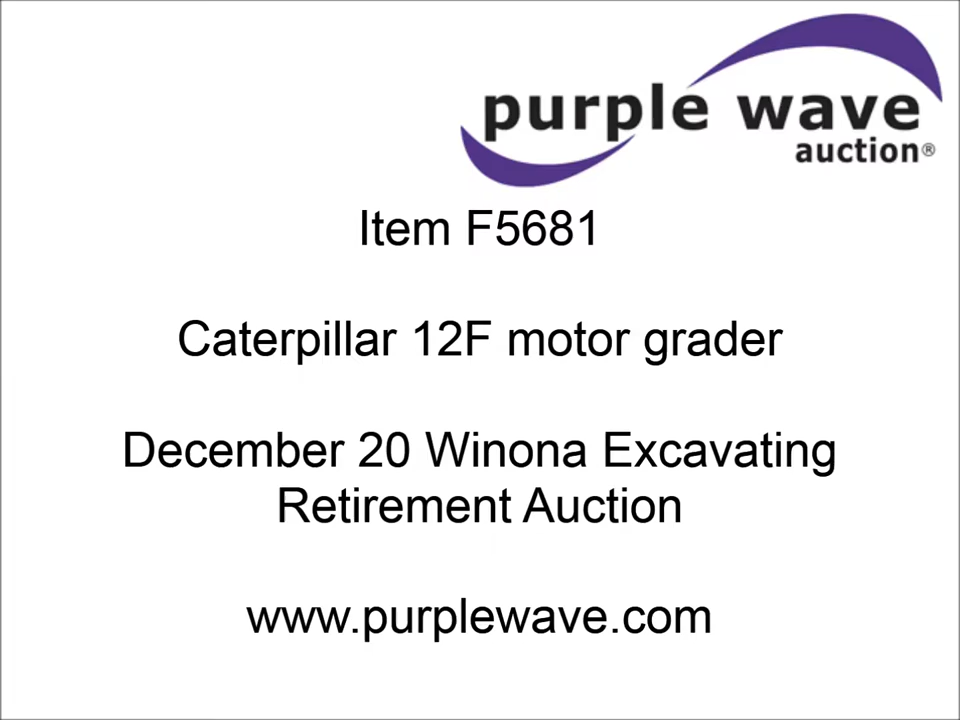 purple wave
auction®
Item F5681
Caterpillar 12F motor grader
December 20 Winona Excavating
Retirement Auction
www.purplewave.com